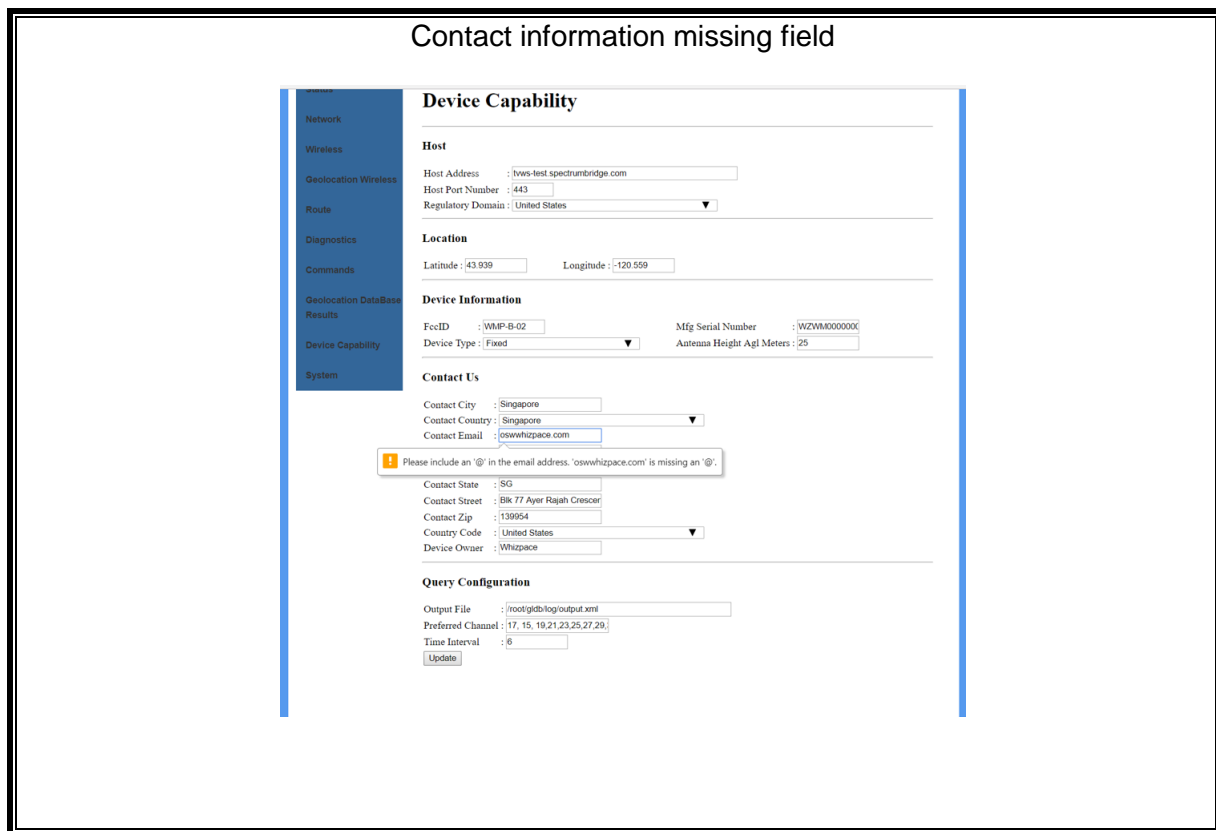 Contact information missing field
Status
Network
Wireless
Geolocation Wireless
Route
Diagnostics
Commands
Geolocation DataBase
Results
Device Capability
System
Device Capability
Host
Host Address : tvws-test.spectrumbridge.com
Host Port Number : 443
Regulatory Domain : United States ▼
Location
Latitude : 43.939 Longitude : -120.559
Device Information
FccID : WMP-B-02 Mfg Serial Number : WZWM0000000
Device Type : Fixed ▼ Antenna Height Agl Meters : 25
Contact Us
Contact City : Singapore
Contact Country : Singapore ▼
Contact Email : oswwhizpace.com
! Please include an '@' in the email address. 'oswwhizpace.com' is missing an '@'.
Contact State : SG
Contact Street : Blk 77 Ayer Rajah Crescer
Contact Zip : 139954
Country Code : United States ▼
Device Owner : Whizpace
Query Configuration
Output File : /root/gldb/log/output.xml
Preferred Channel : 17, 15, 19,21,23,25,27,29,
Time Interval : 6
Update